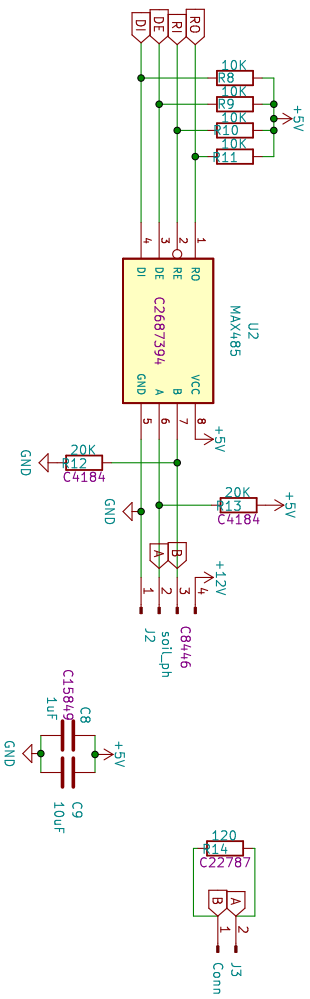 DI
DE
RI
RO
10K
R8
10K
R9
10K
R10
10K
R11
+5V
4
3
2
1
DI
DE
RE
RO
C2687394
U2
MAX485
GND
A
B
VCC
5
6
7
8
+5V
20K
R12
C4184
GND
GND
20K
R13
C4184
+5V
A
B
+12V
1
2
3
4
J2
soil_ph
C8446
C15849
1uF
C8
+5V
GND
10uF
C9
120
R14
C22787
B
A
1
2
J3
Conn